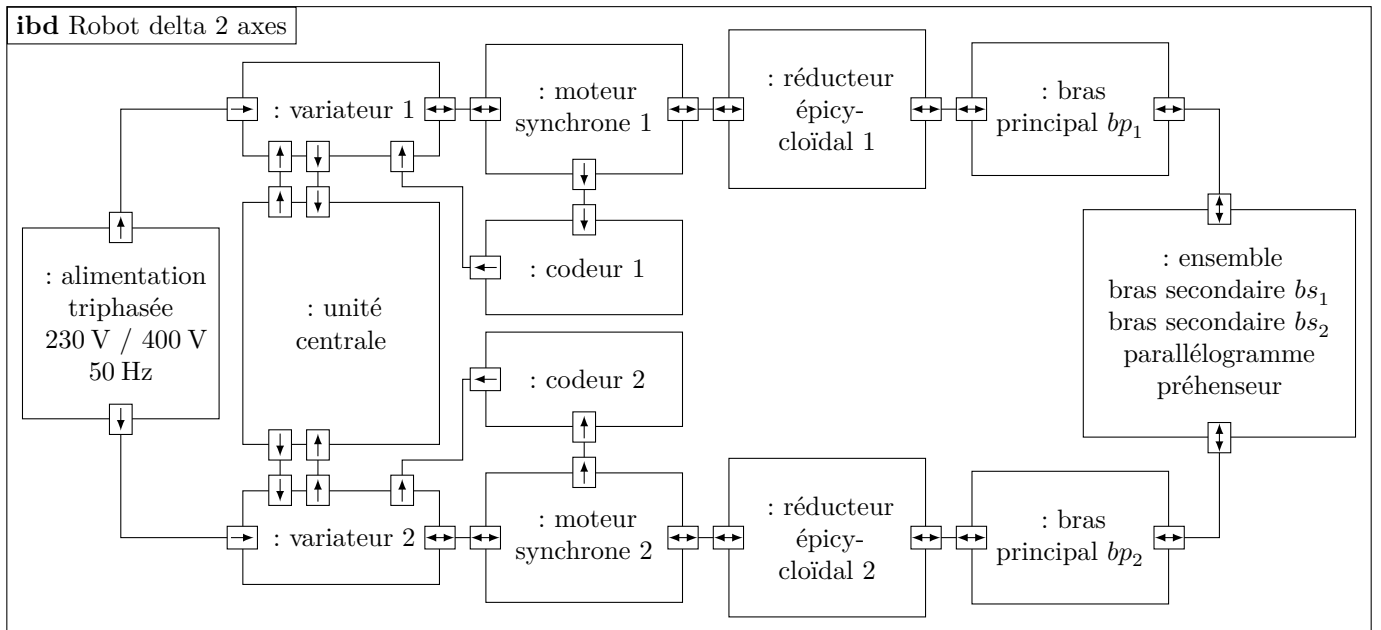 ibd Robot delta 2 axes
: variateur 1
: moteur
synchrone 1
: réducteur
épicy-
cloïdal 1
: bras
principal bp₁
: alimentation
triphasée
230 V / 400 V
50 Hz
: unité
centrale
: codeur 1
: codeur 2
: ensemble
bras secondaire bs₁
bras secondaire bs₂
parallélogramme
préhenseur
: variateur 2
: moteur
synchrone 2
: réducteur
épicy-
cloïdal 2
: bras
principal bp₂